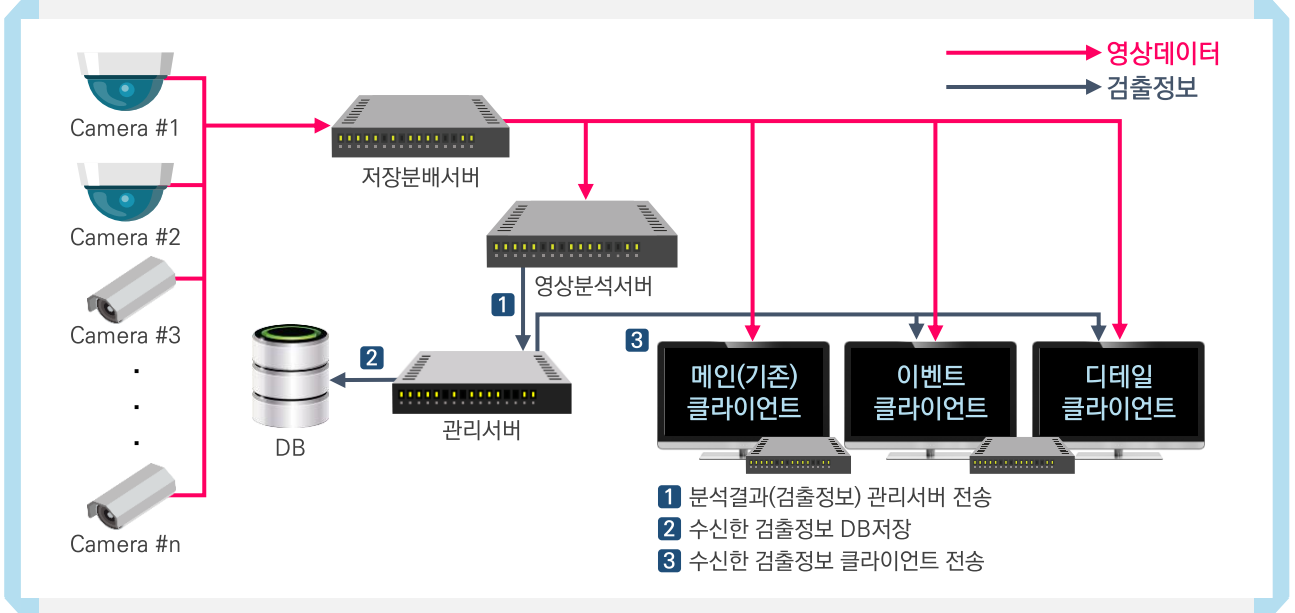 영상데이터
검출정보
Camera #1
저장분배서버
Camera #2
영상분석서버
1
Camera #3
3
2
메인(기존)
클라이언트
이벤트
클라이언트
디테일
클라이언트
관리서버
DB
Camera #n
1 분석결과(검출정보) 관리서버 전송
2 수신한 검출정보 DB저장
3 수신한 검출정보 클라이언트 전송